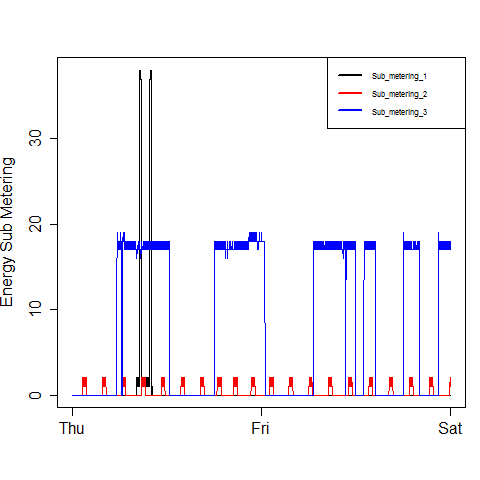 Sub_metering_1
Sub_metering_2
Sub_metering_3
Energy Sub Metering
30
20
10
0
Thu Fri Sat